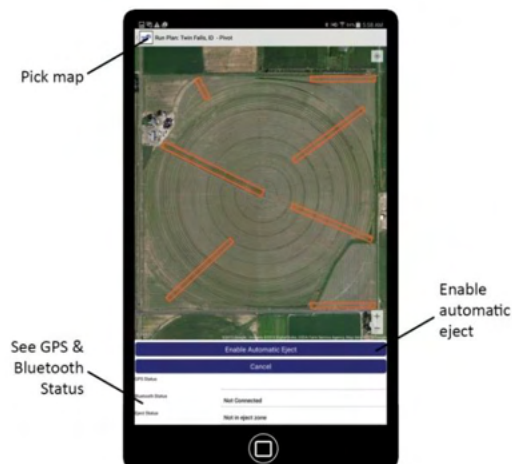 Run Plan: Twin Falls, ID - Pivot
Pick map
Enable
automatic
eject
See GPS &
Bluetooth
Status
Enable Automatic Eject
Cancel
GPS Status
Bluetooth Status
Not Connected
Eject Status
Not in eject zone